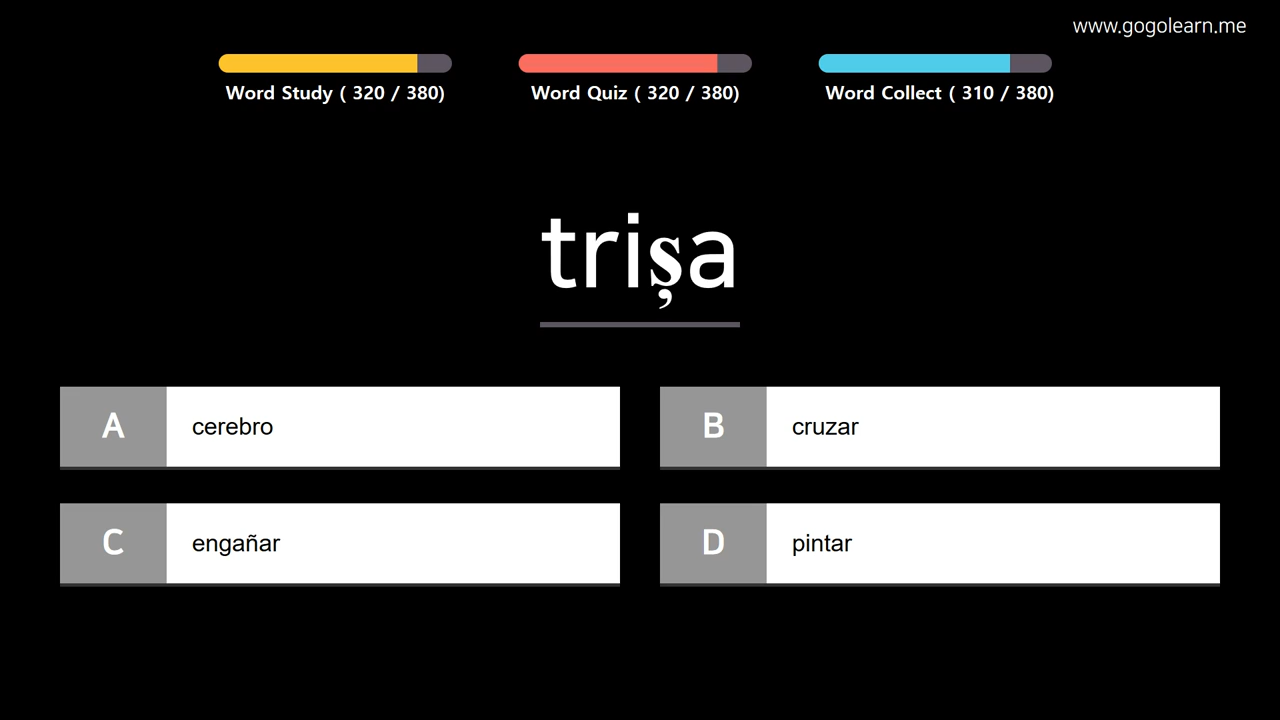 www.gogolearn.me
Word Study ( 320 / 380)
Word Quiz ( 320 / 380)
Word Collect ( 310 / 380)
trișa
A cerebro
B cruzar
C engañar
D pintar